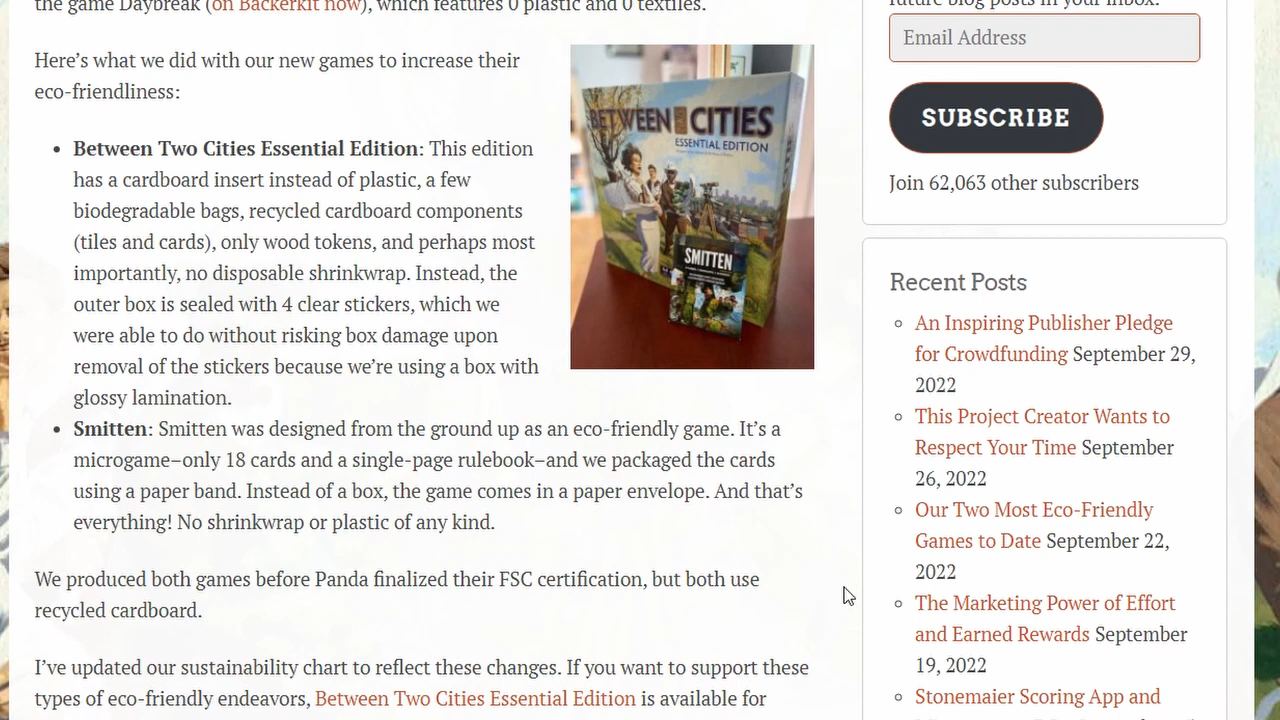 the game Daybreak (on Backerkit now), which features 0 plastic and 0 textiles.
Here’s what we did with our new games to increase their
eco-friendliness:
• Between Two Cities Essential Edition: This edition
has a cardboard insert instead of plastic, a few
biodegradable bags, recycled cardboard components
(tiles and cards), only wood tokens, and perhaps most
importantly, no disposable shrinkwrap. Instead, the
outer box is sealed with 4 clear stickers, which we
were able to do without risking box damage upon
removal of the stickers because we’re using a box with
glossy lamination.
• Smitten: Smitten was designed from the ground up as an eco-friendly game. It’s a
microgame–only 18 cards and a single-page rulebook–and we packaged the cards
using a paper band. Instead of a box, the game comes in a paper envelope. And that’s
everything! No shrinkwrap or plastic of any kind.
We produced both games before Panda finalized their FSC certification, but both use
recycled cardboard.
I’ve updated our sustainability chart to reflect these changes. If you want to support these
types of eco-friendly endeavors, Between Two Cities Essential Edition is available for
BETWEEN CITIES
ESSENTIAL EDITION
SMITTEN
future blog posts in your inbox.
Email Address
SUBSCRIBE
Join 62,063 other subscribers
Recent Posts
An Inspiring Publisher Pledge
for Crowdfunding September 29,
2022
This Project Creator Wants to
Respect Your Time September
26, 2022
Our Two Most Eco-Friendly
Games to Date September 22,
2022
The Marketing Power of Effort
and Earned Rewards September
19, 2022
Stonemaier Scoring App and